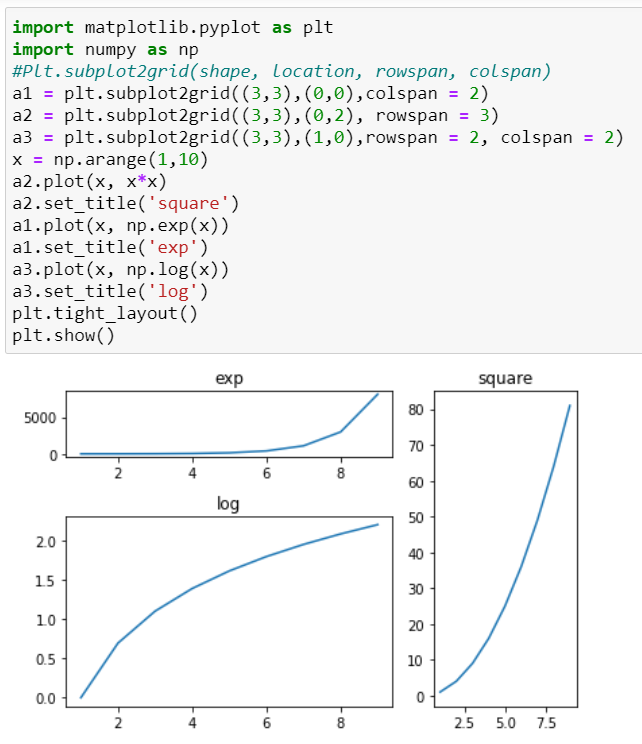 import matplotlib.pyplot as plt
import numpy as np
#Plt.subplot2grid(shape, location, rowspan, colspan)
a1 = plt.subplot2grid((3,3),(0,0),colspan = 2)
a2 = plt.subplot2grid((3,3),(0,2), rowspan = 3)
a3 = plt.subplot2grid((3,3),(1,0),rowspan = 2, colspan = 2)
x = np.arange(1,10)
a2.plot(x, x*x)
a2.set_title('square')
a1.plot(x, np.exp(x))
a1.set_title('exp')
a3.plot(x, np.log(x))
a3.set_title('log')
plt.tight_layout()
plt.show()
exp
5000
0
2 4 6 8
log
2.0
1.5
1.0
0.5
0.0
2 4 6 8
square
80
70
60
50
40
30
20
10
0
2.5 5.0 7.5